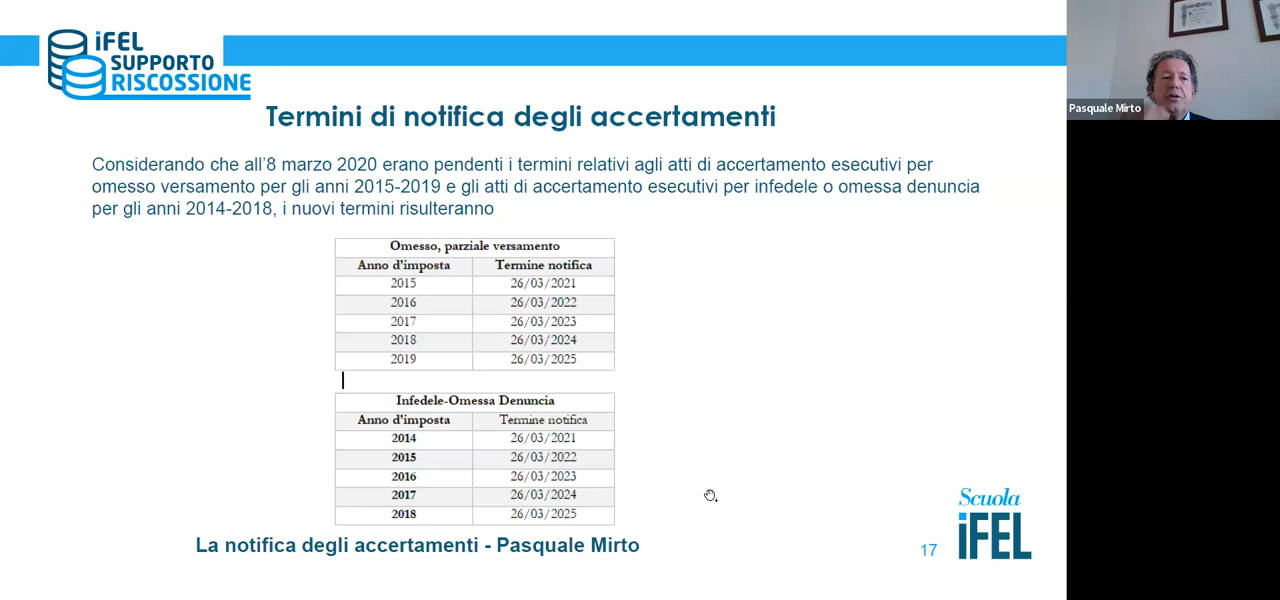 iFEL
SUPPORTO
RISCOSSIONE
Pasquale Mirto
Termini di notifica degli accertamenti
Considerando che all'8 marzo 2020 erano pendenti i termini relativi agli atti di accertamento esecutivi per
omesso versamento per gli anni 2015-2019 e gli atti di accertamento esecutivi per infedele o omessa denuncia
per gli anni 2014-2018, i nuovi termini risulteranno
Omesso, parziale versamento
Anno d'imposta Termine notifica
2015 26/03/2021
2016 26/03/2022
2017 26/03/2023
2018 26/03/2024
2019 26/03/2025
Infedele-Omessa Denuncia
Anno d'imposta Termine notifica
2014 26/03/2021
2015 26/03/2022
2016 26/03/2023
2017 26/03/2024
2018 26/03/2025
La notifica degli accertamenti - Pasquale Mirto
17
Scuola
iFEL